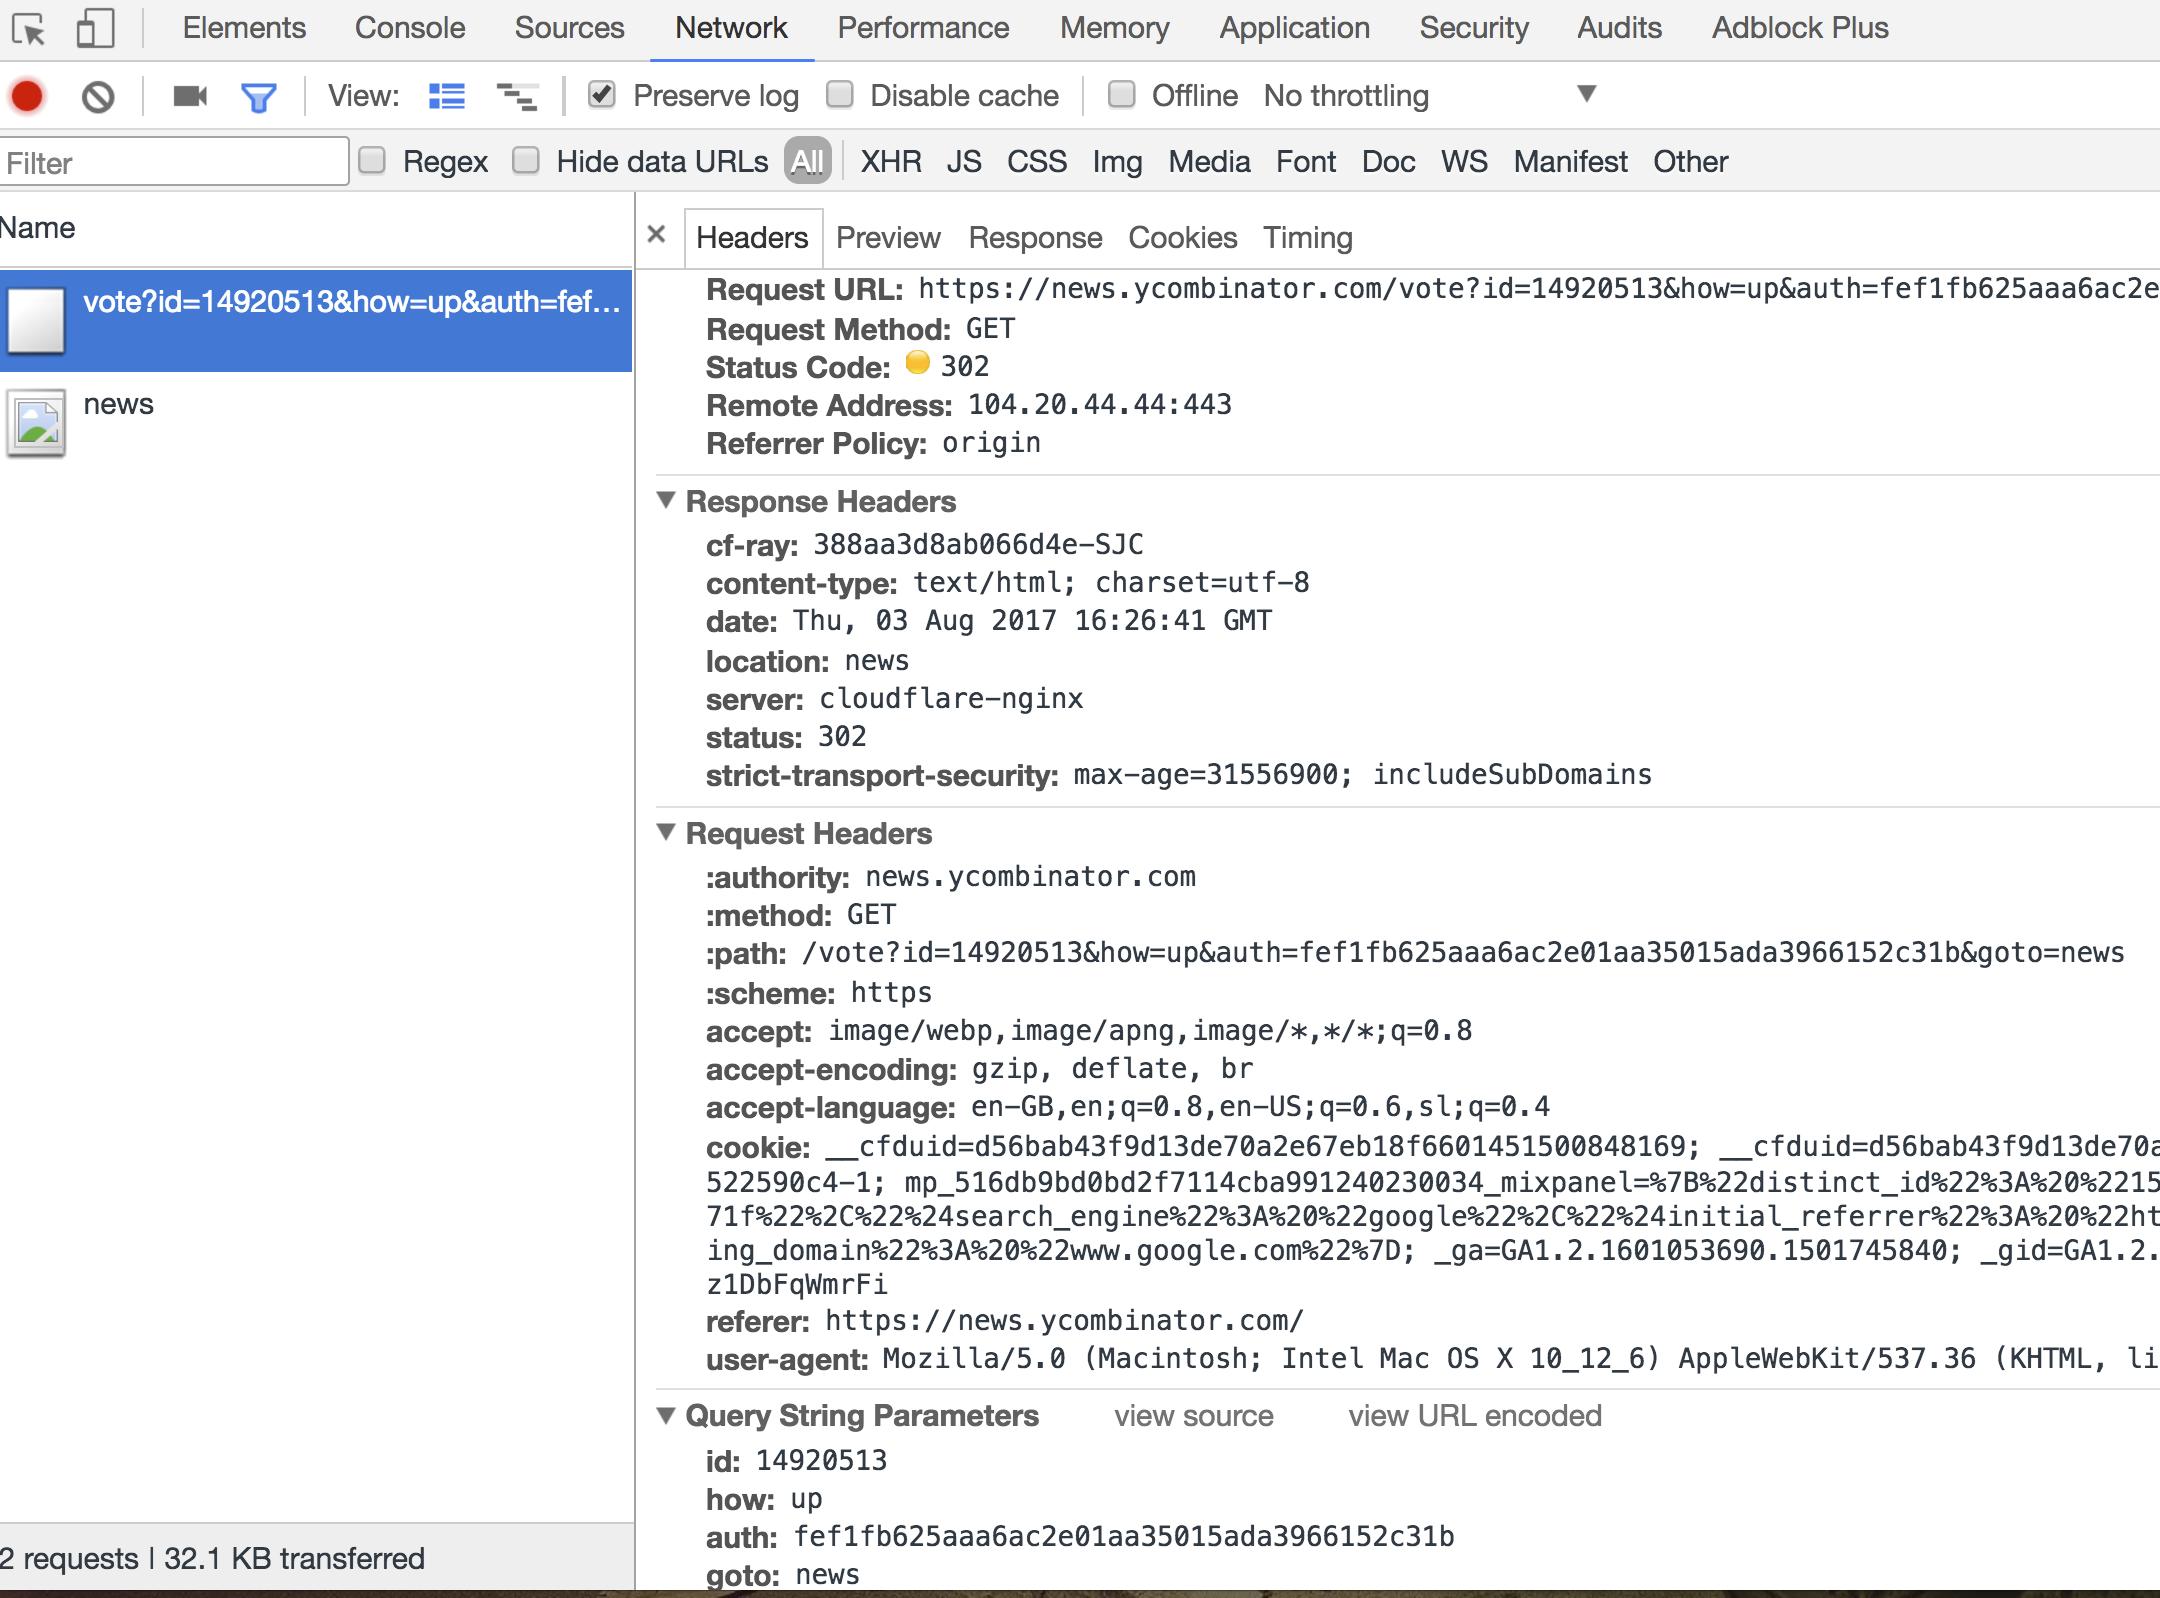 Elements Console Sources Network Performance Memory Application Security Audits Adblock Plus
View: Preserve log Disable cache Offline No throttling
Filter Regex Hide data URLs All XHR JS CSS Img Media Font Doc WS Manifest Other
Name
vote?id=14920513&how=up&auth=fef…
news
2 requests | 32.1 KB transferred
× Headers Preview Response Cookies Timing
Request URL: https://news.ycombinator.com/vote?id=14920513&how=up&auth=fef1fb625aaa6ac2e
Request Method: GET
Status Code: 302
Remote Address: 104.20.44.44:443
Referrer Policy: origin
Response Headers
cf-ray: 388aa3d8ab066d4e-SJC
content-type: text/html; charset=utf-8
date: Thu, 03 Aug 2017 16:26:41 GMT
location: news
server: cloudflare-nginx
status: 302
strict-transport-security: max-age=31556900; includeSubDomains
Request Headers
:authority: news.ycombinator.com
:method: GET
:path: /vote?id=14920513&how=up&auth=fef1fb625aaa6ac2e01aa35015ada3966152c31b&goto=news
:scheme: https
accept: image/webp,image/apng,image/*,*/*;q=0.8
accept-encoding: gzip, deflate, br
accept-language: en-GB,en;q=0.8,en-US;q=0.6,sl;q=0.4
cookie: __cfduid=d56bab43f9d13de70a2e67eb18f6601451500848169; __cfduid=d56bab43f9d13de70a
522590c4-1; mp_516db9bd0bd2f7114cba991240230034_mixpanel=%7B%22distinct_id%22%3A%20%2215
71f%22%2C%22%24search_engine%22%3A%20%22google%22%2C%22%24initial_referrer%22%3A%20%22ht
ing_domain%22%3A%20%22www.google.com%22%7D; _ga=GA1.2.1601053690.1501745840; _gid=GA1.2.
z1DbFqWmrFi
referer: https://news.ycombinator.com/
user-agent: Mozilla/5.0 (Macintosh; Intel Mac OS X 10_12_6) AppleWebKit/537.36 (KHTML, li
Query String Parameters view source view URL encoded
id: 14920513
how: up
auth: fef1fb625aaa6ac2e01aa35015ada3966152c31b
goto: news